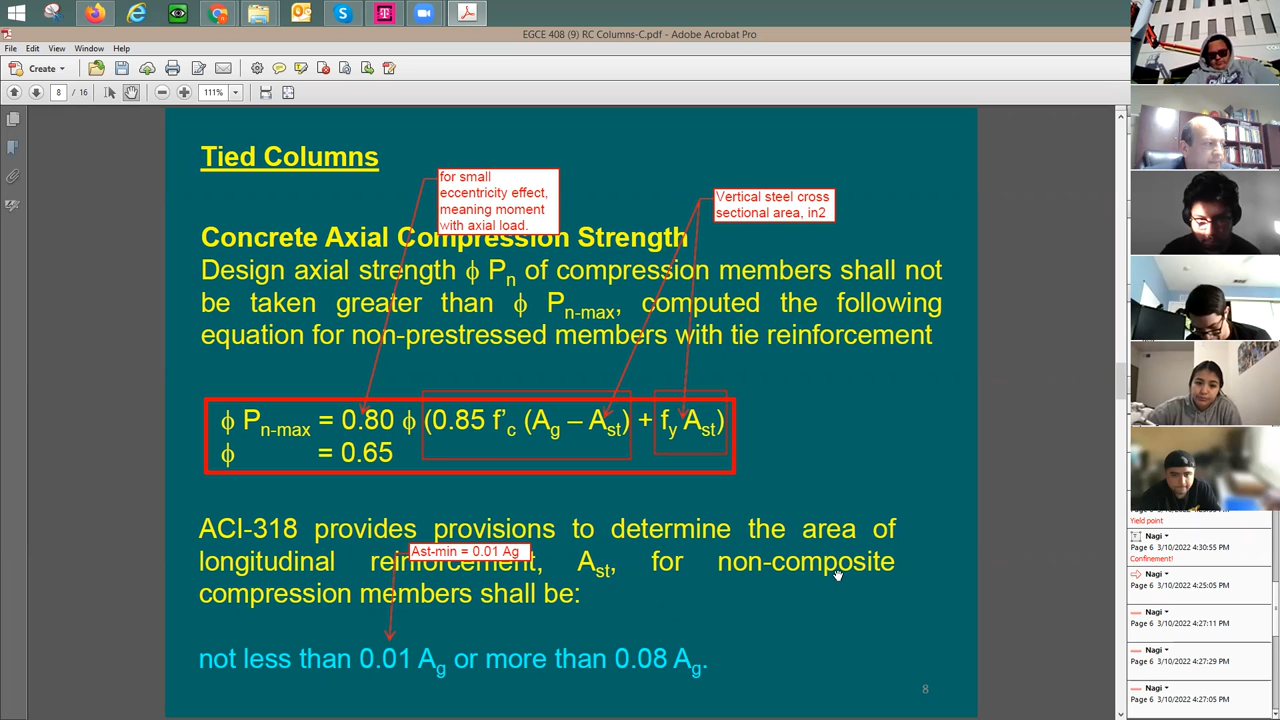 EGCE 408 (9) RC Columns-C.pdf - Adobe Acrobat Pro
File Edit View Window Help
Create
8 / 16 111%
Tied Columns
for small
eccentricity effect,
meaning moment
with axial load.
Vertical steel cross
sectional area, in2
Concrete Axial Compression Strength
Design axial strength ϕ Pn of compression members shall not
be taken greater than ϕ Pn-max, computed the following
equation for non-prestressed members with tie reinforcement
ϕ Pn-max = 0.80 ϕ (0.85 f’c (Ag – Ast) + fy Ast)
ϕ = 0.65
ACI-318 provides provisions to determine the area of
Ast-min = 0.01 Ag
longitudinal reinforcement, Ast, for non-composite
compression members shall be:
not less than 0.01 Ag or more than 0.08 Ag.
8
Yield point
Nagi
Page 6 3/10/2022 4:30:55 PM
Confinement!
Nagi
Page 6 3/10/2022 4:25:05 PM
Nagi
Page 6 3/10/2022 4:27:11 PM
Nagi
Page 6 3/10/2022 4:27:29 PM
Nagi
Page 6 3/10/2022 4:27:05 PM